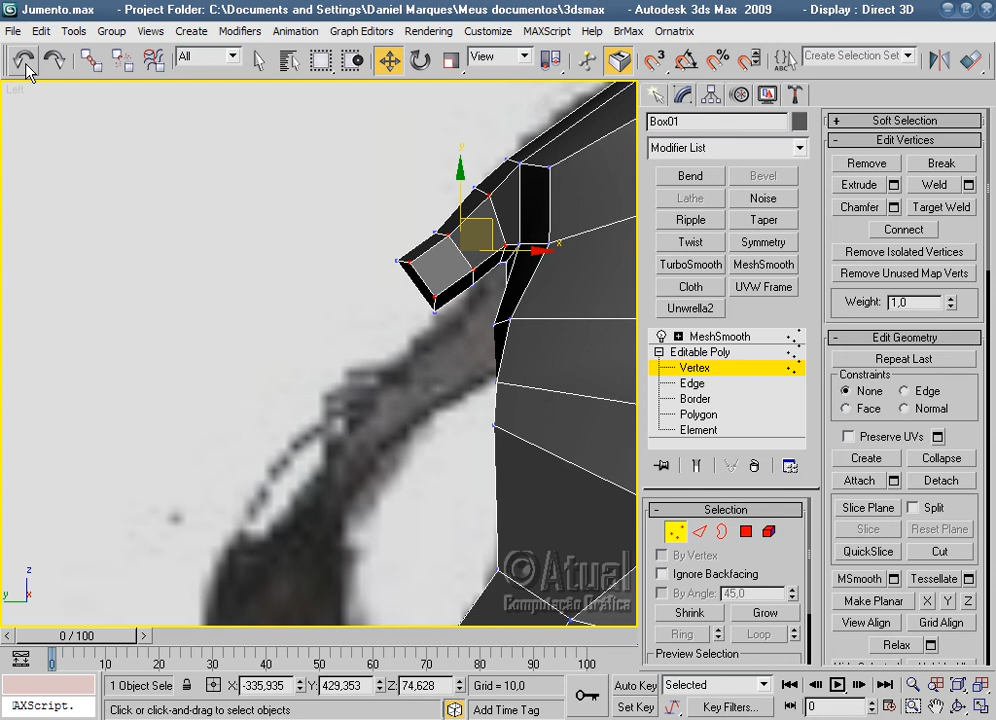 Jumento.max - Project Folder: C:\Documents and Settings\Daniel Marques\Meus documentos\3dsmax - Autodesk 3ds Max 2009 - Display : Direct 3D
File Edit Tools Group Views Create Modifiers Animation Graph Editors Rendering Customize MAXScript Help BrMax Ornatrix
All View Create Selection Set
Left
Box01
Modifier List
Bend Bevel
Lathe Noise
Ripple Taper
Twist Symmetry
TurboSmooth MeshSmooth
Cloth UVW Frame
Unwrella2
MeshSmooth
Editable Poly
Vertex
Edge
Border
Polygon
Element
Selection
By Vertex
Ignore Backfacing
By Angle: 45,0
Shrink Grow
Ring Loop
Preview Selection
Soft Selection
Edit Vertices
Remove Break
Extrude Weld
Chamfer Target Weld
Connect
Remove Isolated Vertices
Remove Unused Map Verts
Weight: 1,0
Edit Geometry
Repeat Last
Constraints
None Edge
Face Normal
Preserve UVs
Create Collapse
Attach Detach
Slice Plane Split
Slice Reset Plane
QuickSlice Cut
MSmooth Tessellate
Make Planar X Y Z
View Align Grid Align
Relax
x
y
z
y x
©Atual
Computação Gráfica
0 / 100
0 10 20 30 40 50 60 70 80 90 100
1 Object Sele X: -335,935 Y: 429,353 Z: 74,628 Grid = 10,0 Auto Key Selected
AXScript. Click or click-and-drag to select objects Add Time Tag Set Key Key Filters... 0